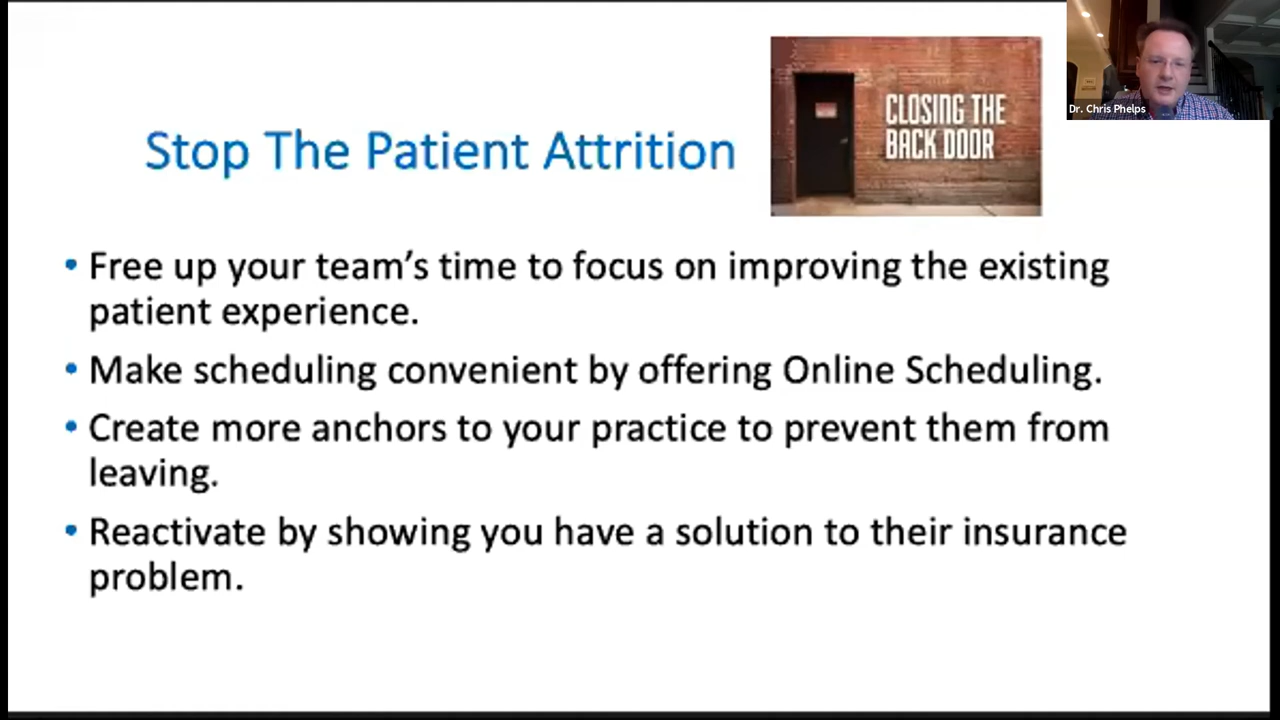 Stop The Patient Attrition
CLOSING THE
BACK DOOR
Dr. Chris Phelps
• Free up your team's time to focus on improving the existing
patient experience.
• Make scheduling convenient by offering Online Scheduling.
• Create more anchors to your practice to prevent them from
leaving.
• Reactivate by showing you have a solution to their insurance
problem.